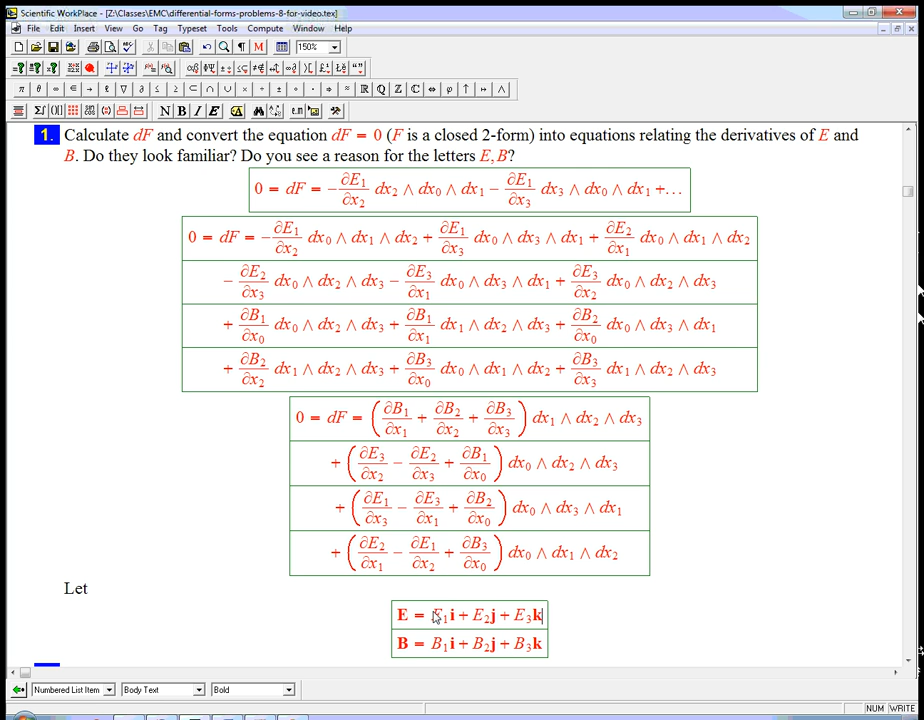 Scientific WorkPlace - [Z:\Classes\EMC\differential-forms-problems-8-for-video.tex]
File Edit Insert View Go Tag Typeset Tools Compute Window Help
150%
N B I E
1. Calculate dF and convert the equation dF = 0 (F is a closed 2-form) into equations relating the derivatives of E and
B. Do they look familiar? Do you see a reason for the letters E, B?
0 = dF = −∂E₁/∂x₂ dx₂ ∧ dx₀ ∧ dx₁ − ∂E₁/∂x₃ dx₃ ∧ dx₀ ∧ dx₁ +…
0 = dF = −∂E₁/∂x₂ dx₀ ∧ dx₁ ∧ dx₂ + ∂E₁/∂x₃ dx₀ ∧ dx₃ ∧ dx₁ + ∂E₂/∂x₁ dx₀ ∧ dx₁ ∧ dx₂
− ∂E₂/∂x₃ dx₀ ∧ dx₂ ∧ dx₃ − ∂E₃/∂x₁ dx₀ ∧ dx₃ ∧ dx₁ + ∂E₃/∂x₂ dx₀ ∧ dx₂ ∧ dx₃
+ ∂B₁/∂x₀ dx₀ ∧ dx₂ ∧ dx₃ + ∂B₁/∂x₁ dx₁ ∧ dx₂ ∧ dx₃ + ∂B₂/∂x₀ dx₀ ∧ dx₃ ∧ dx₁
+ ∂B₂/∂x₂ dx₁ ∧ dx₂ ∧ dx₃ + ∂B₃/∂x₀ dx₀ ∧ dx₁ ∧ dx₂ + ∂B₃/∂x₃ dx₁ ∧ dx₂ ∧ dx₃
0 = dF = (∂B₁/∂x₁ + ∂B₂/∂x₂ + ∂B₃/∂x₃) dx₁ ∧ dx₂ ∧ dx₃
+ (∂E₃/∂x₂ − ∂E₂/∂x₃ + ∂B₁/∂x₀) dx₀ ∧ dx₂ ∧ dx₃
+ (∂E₁/∂x₃ − ∂E₃/∂x₁ + ∂B₂/∂x₀) dx₀ ∧ dx₃ ∧ dx₁
+ (∂E₂/∂x₁ − ∂E₁/∂x₂ + ∂B₃/∂x₀) dx₀ ∧ dx₁ ∧ dx₂
Let
E = E₁i + E₂j + E₃k
B = B₁i + B₂j + B₃k
Numbered List Item Body Text Bold
NUM WRITE